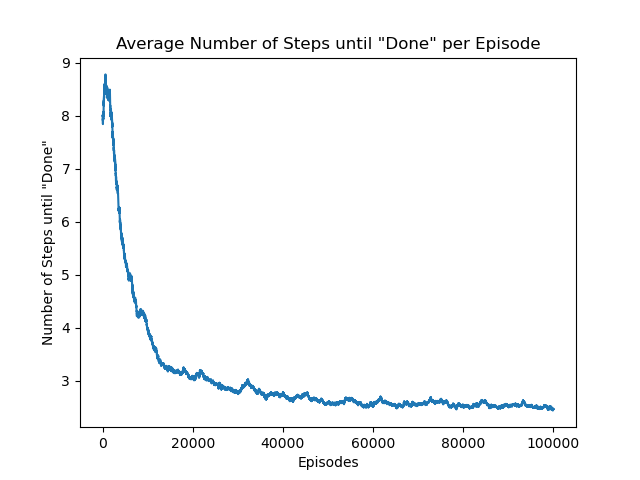 Average Number of Steps until "Done" per Episode
Number of Steps until "Done"
9
8
7
6
5
4
3
0 20000 40000 60000 80000 100000
Episodes